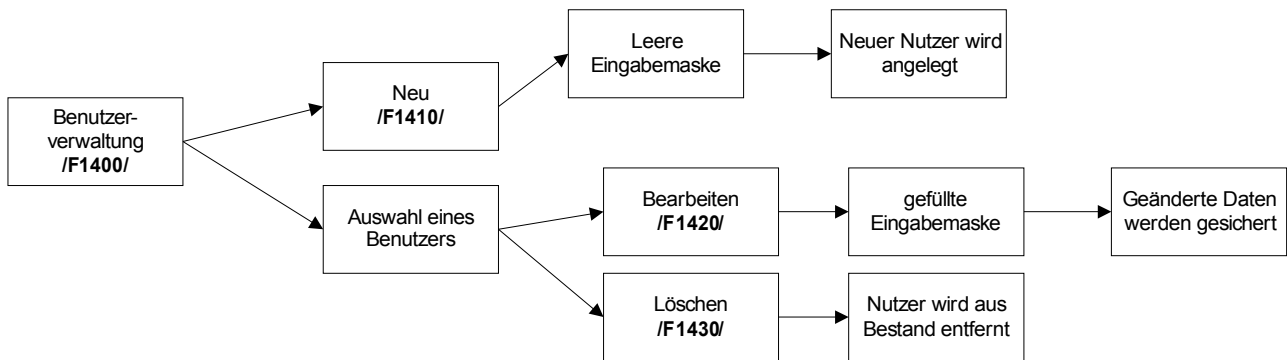 Benutzer-
verwaltung
/F1400/
Neu
/F1410/
Leere
Eingabemaske
Neuer Nutzer wird
angelegt
Auswahl eines
Benutzers
Bearbeiten
/F1420/
gefüllte
Eingabemaske
Geänderte Daten
werden gesichert
Löschen
/F1430/
Nutzer wird aus
Bestand entfernt